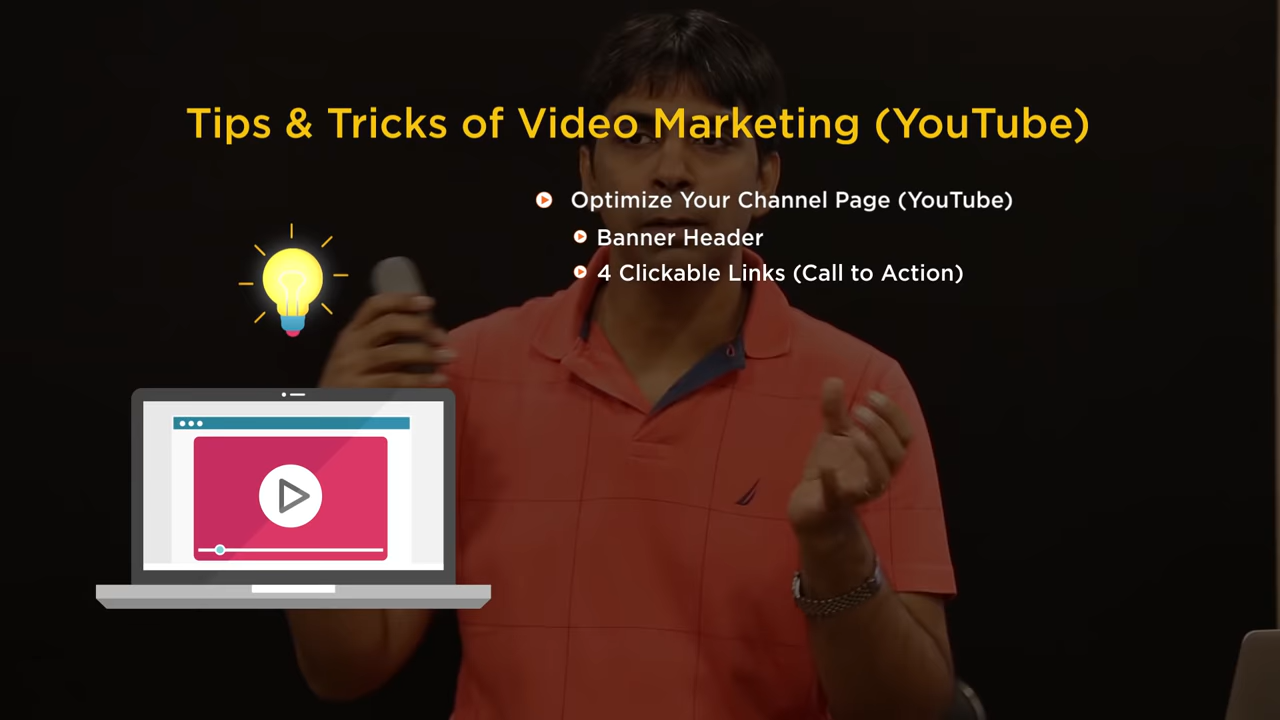 Tips & Tricks of Video Marketing (YouTube)
Optimize Your Channel Page (YouTube)
Banner Header
4 Clickable Links (Call to Action)